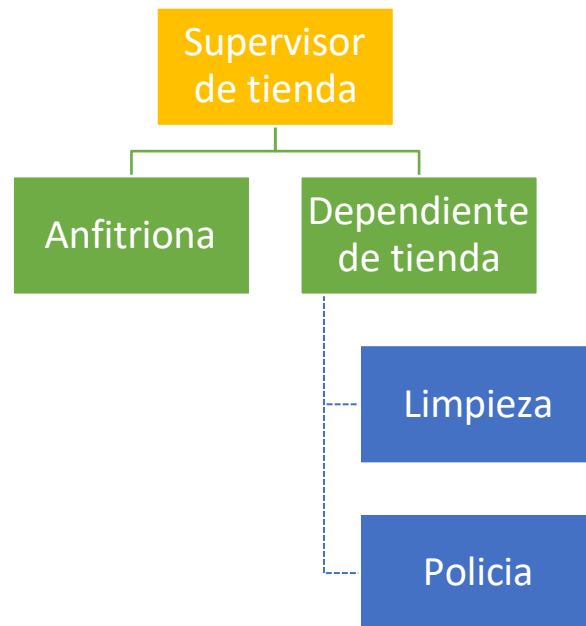 Supervisor
de tienda
Anfitriona
Dependiente
de tienda
Limpieza
Policia